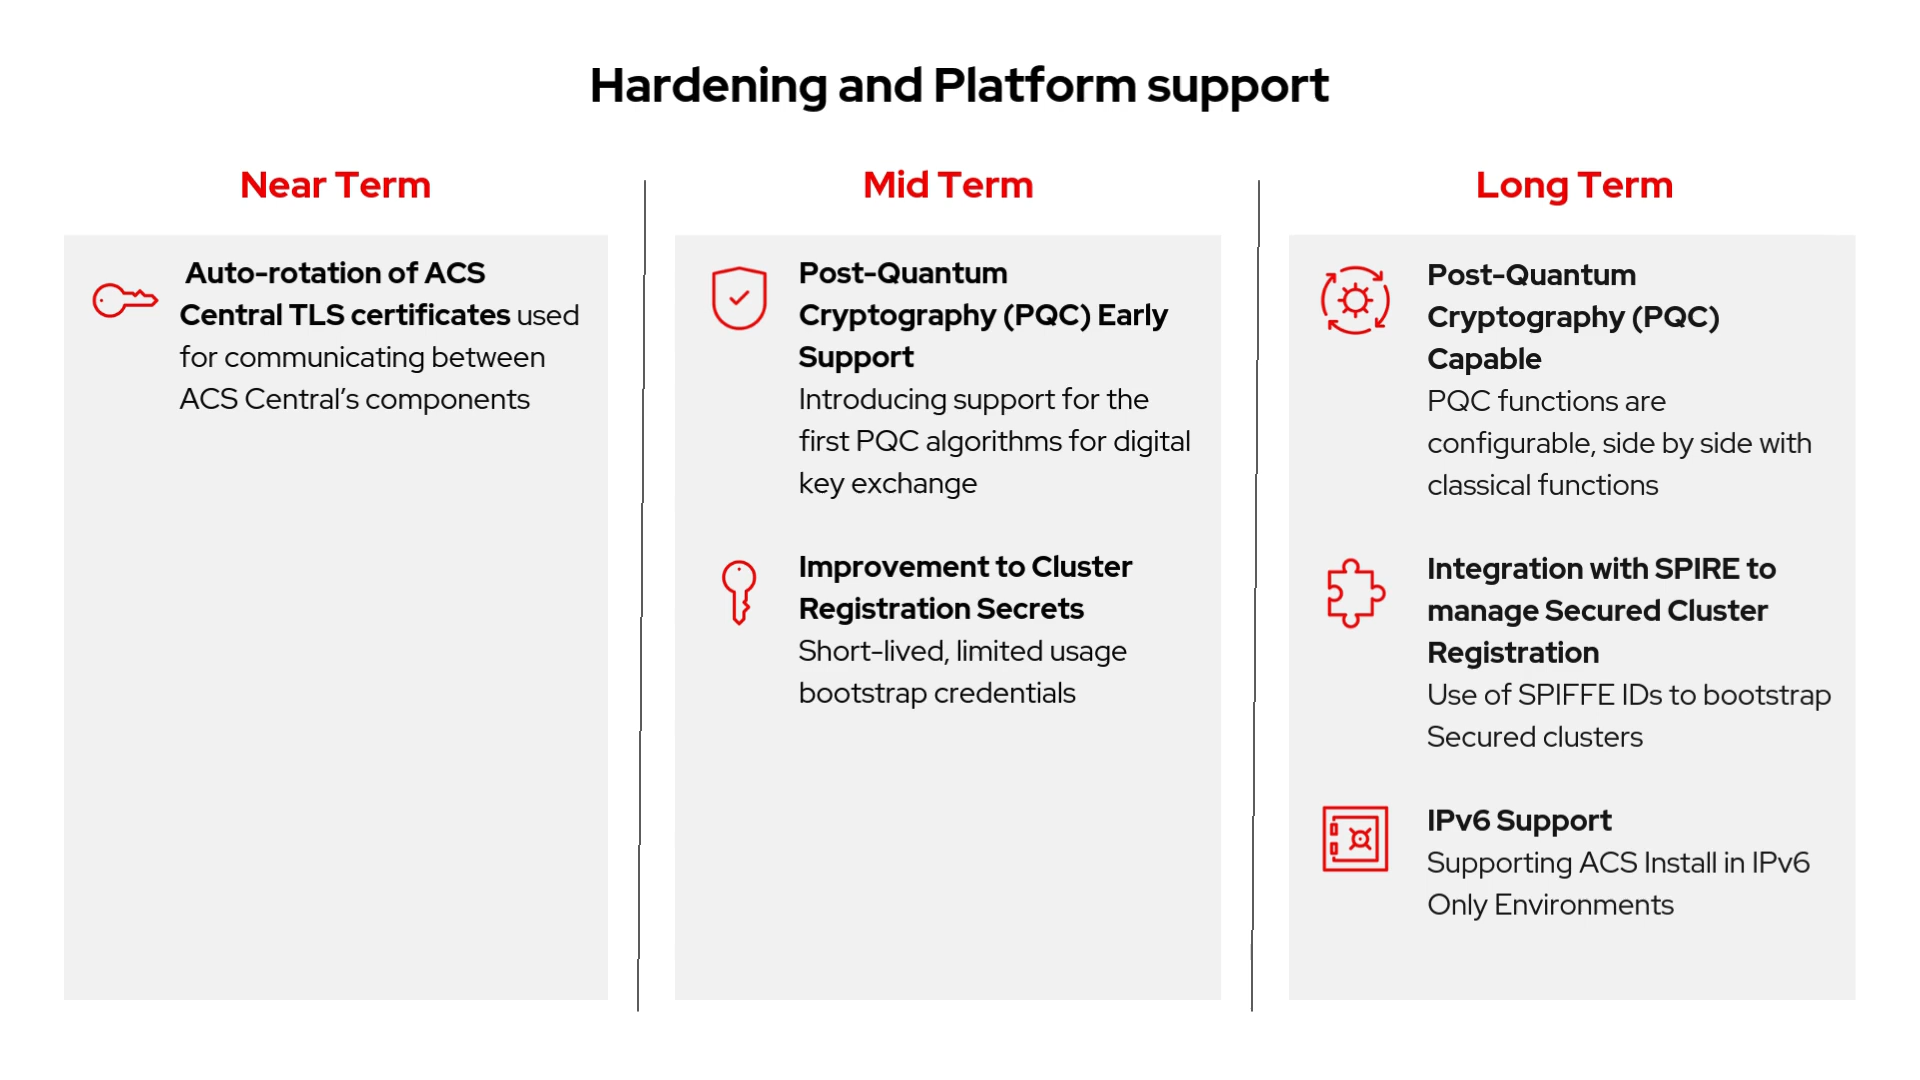 Hardening and Platform support
Near Term
Auto-rotation of ACS
Central TLS certificates used
for communicating between
ACS Central’s components
Mid Term
Post-Quantum
Cryptography (PQC) Early
Support
Introducing support for the
first PQC algorithms for digital
key exchange
Improvement to Cluster
Registration Secrets
Short-lived, limited usage
bootstrap credentials
Long Term
Post-Quantum
Cryptography (PQC)
Capable
PQC functions are
configurable, side by side with
classical functions
Integration with SPIRE to
manage Secured Cluster
Registration
Use of SPIFFE IDs to bootstrap
Secured clusters
IPv6 Support
Supporting ACS Install in IPv6
Only Environments